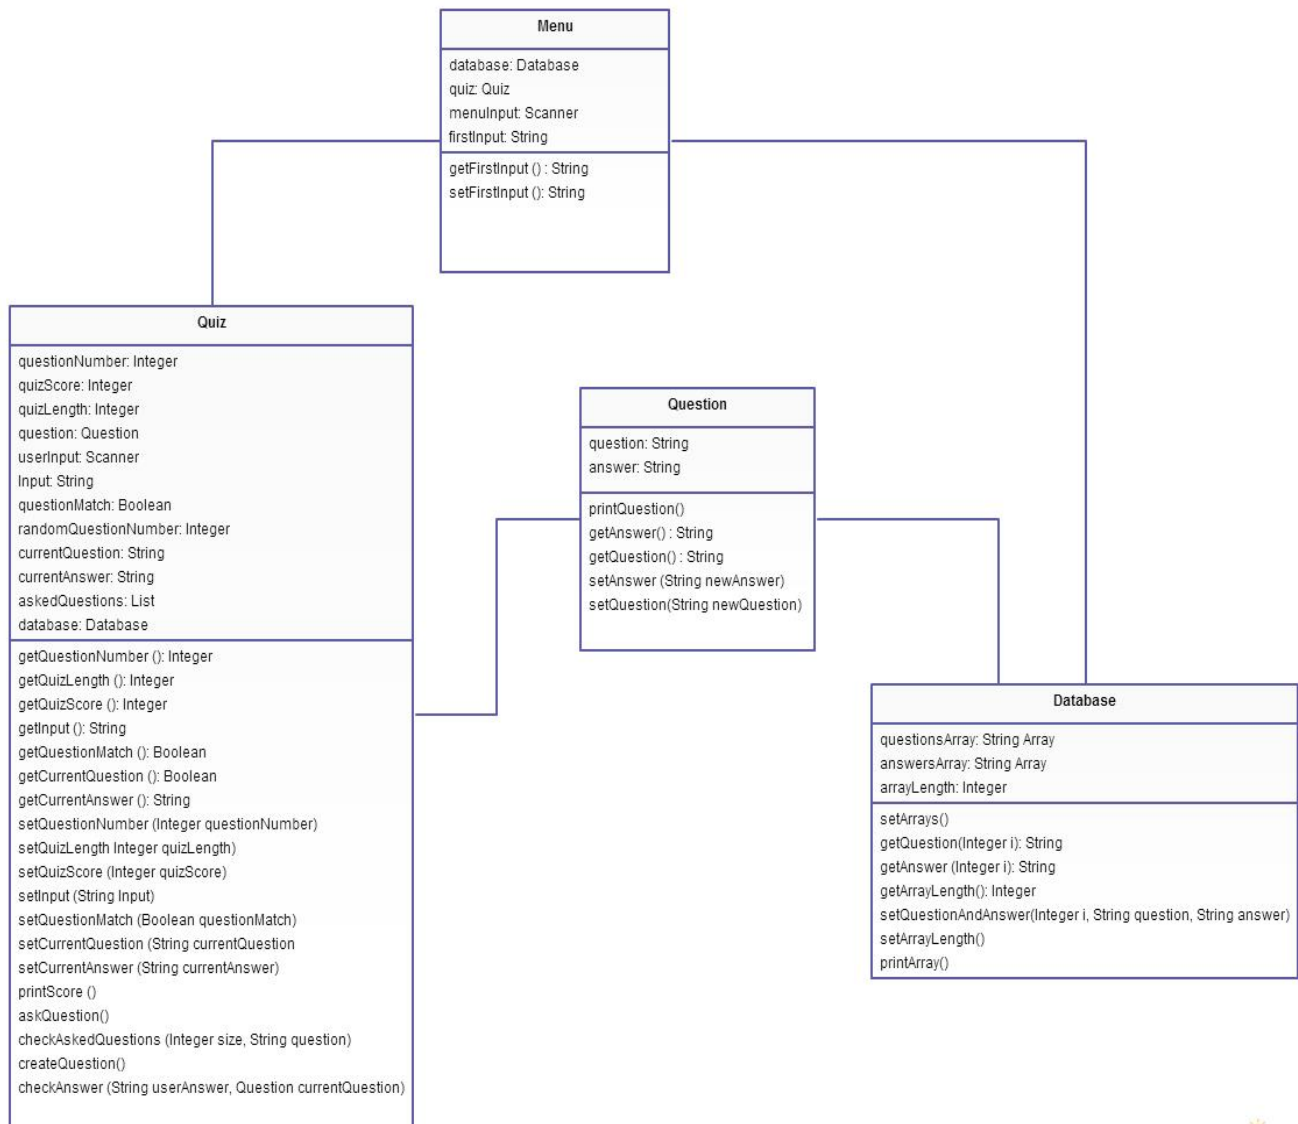 Menu
database: Database
quiz: Quiz
menuInput: Scanner
firstInput: String
getFirstInput () : String
setFirstInput (): String
Quiz
questionNumber: Integer
quizScore: Integer
quizLength: Integer
question: Question
userInput: Scanner
Input: String
questionMatch: Boolean
randomQuestionNumber: Integer
currentQuestion: String
currentAnswer: String
askedQuestions: List
database: Database
getQuestionNumber (): Integer
getQuizLength (): Integer
getQuizScore (): Integer
getInput (): String
getQuestionMatch (): Boolean
getCurrentQuestion (): Boolean
getCurrentAnswer (): String
setQuestionNumber (Integer questionNumber)
setQuizLength Integer quizLength)
setQuizScore (Integer quizScore)
setInput (String Input)
setQuestionMatch (Boolean questionMatch)
setCurrentQuestion (String currentQuestion
setCurrentAnswer (String currentAnswer)
printScore ()
askQuestion()
checkAskedQuestions (Integer size, String question)
createQuestion()
checkAnswer (String userAnswer, Question currentQuestion)
Question
question: String
answer: String
printQuestion()
getAnswer() : String
getQuestion() : String
setAnswer (String newAnswer)
setQuestion(String newQuestion)
Database
questionsArray: String Array
answersArray: String Array
arrayLength: Integer
setArrays()
getQuestion(Integer i): String
getAnswer (Integer i): String
getArrayLength(): Integer
setQuestionAndAnswer(Integer i, String question, String answer)
setArrayLength()
printArray()